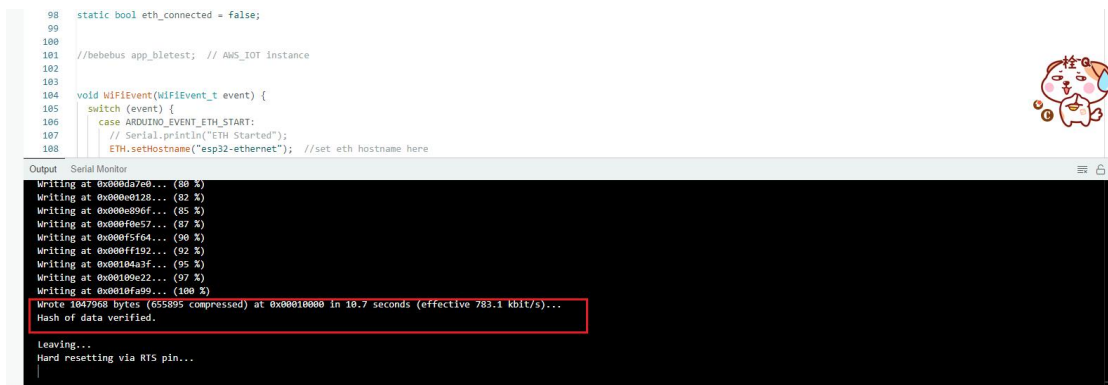 98 static bool eth_connected = false;
99
100
101 //bebebus app_bletest; // AWS_IOT instance
102
103
104 void WiFiEvent(WiFiEvent_t event) {
105 switch (event) {
106 case ARDUINO_EVENT_ETH_START:
107 // Serial.println("ETH Started");
108 ETH.setHostname("esp32-ethernet"); //set eth hostname here
栓Q
C
Output Serial Monitor
Writing at 0x000da7e0... (80 %)
Writing at 0x000e0128... (82 %)
Writing at 0x000e896f... (85 %)
Writing at 0x000f0e57... (87 %)
Writing at 0x000f5f64... (90 %)
Writing at 0x000ff192... (92 %)
Writing at 0x00104a3f... (95 %)
Writing at 0x00109e22... (97 %)
Writing at 0x0010fa99... (100 %)
Wrote 1047968 bytes (655895 compressed) at 0x00010000 in 10.7 seconds (effective 783.1 kbit/s)...
Hash of data verified.
Leaving...
Hard resetting via RTS pin...